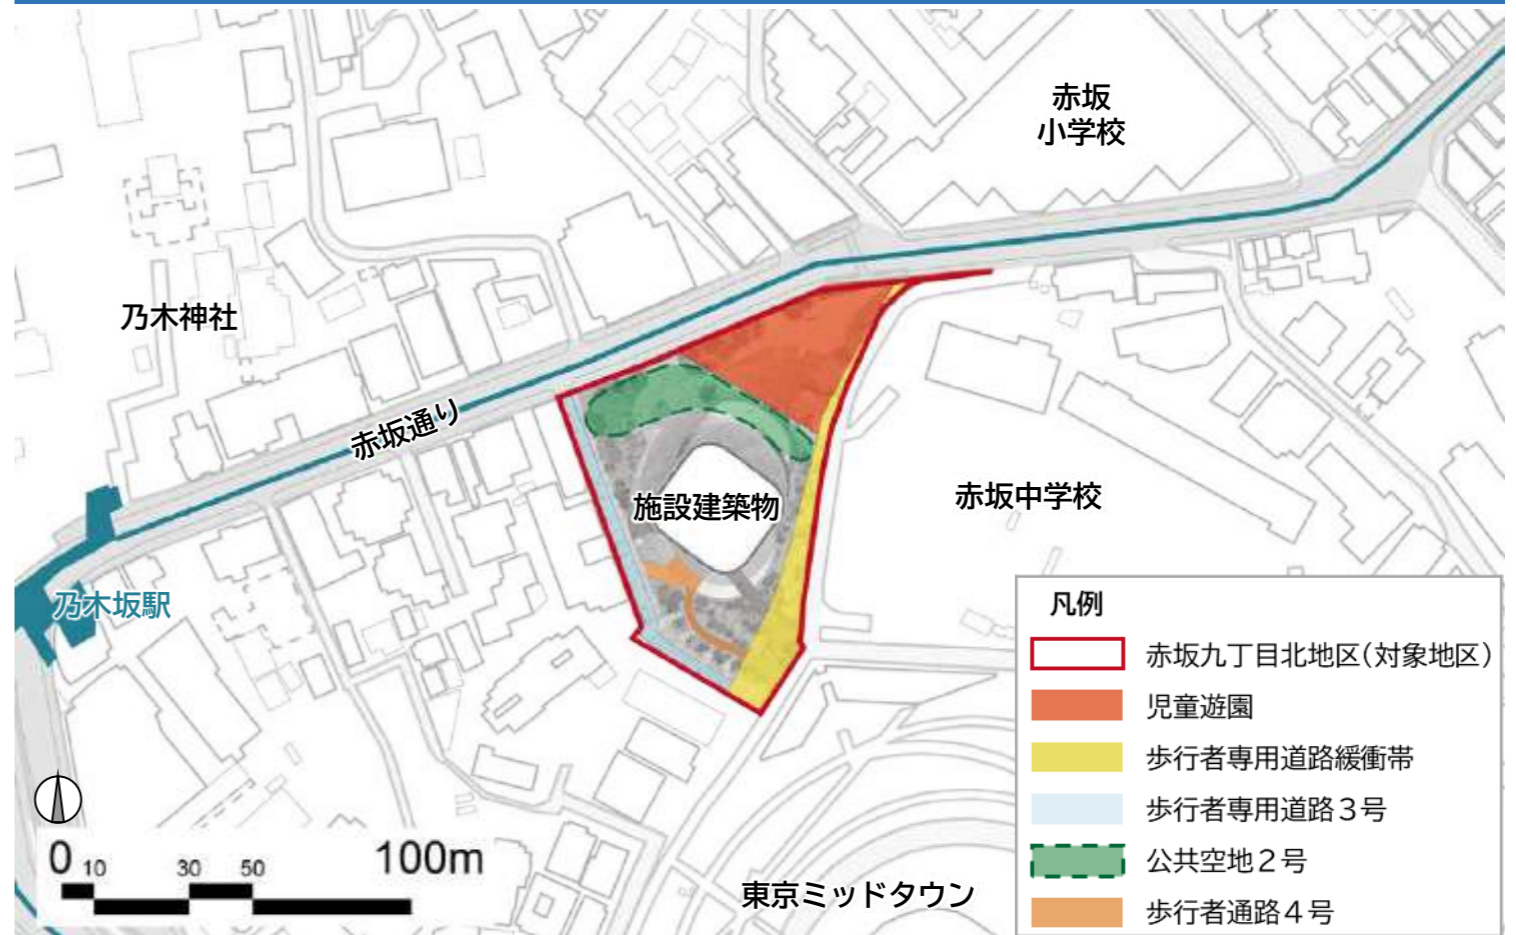 赤坂
小学校
乃木神社
赤坂通り
施設建築物
赤坂中学校
乃木坂駅
東京ミッドタウン
0 10 30 50 100m
凡例
赤坂九丁目北地区(対象地区)
児童遊園
歩行者専用道路緩衝帯
歩行者専用道路３号
公共空地２号
歩行者通路４号